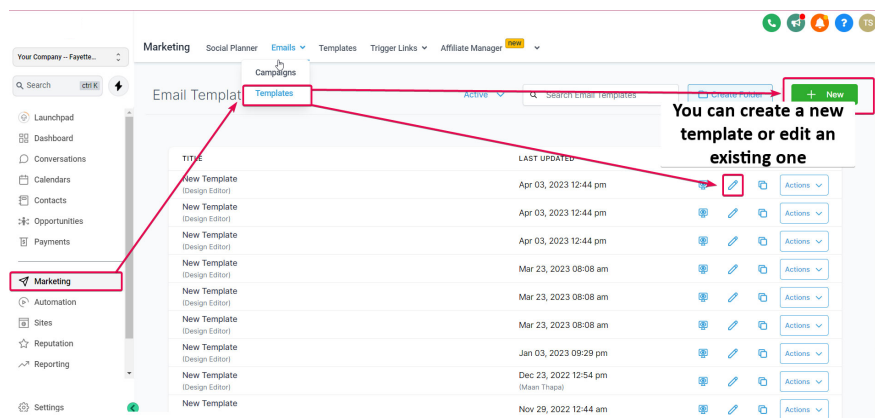 TS
Your Company -- Fayette...
Marketing
Social Planner
Emails
Templates
Trigger Links
Affiliate Manager
new
Search
ctrl K
Campaigns
Templates
Email Templat
Active
Search Email Templates
Create Folder
+ New
You can create a new
template or edit an
existing one
Launchpad
Dashboard
Conversations
Calendars
Contacts
Opportunities
Payments
Marketing
Automation
Sites
Reputation
Reporting
Settings
TITLE
LAST UPDATED
New Template
(Design Editor)
Apr 03, 2023 12:44 pm
Actions
New Template
(Design Editor)
Apr 03, 2023 12:44 pm
Actions
New Template
(Design Editor)
Apr 03, 2023 12:44 pm
Actions
New Template
(Design Editor)
Mar 23, 2023 08:08 am
Actions
New Template
(Design Editor)
Mar 23, 2023 08:08 am
Actions
New Template
(Design Editor)
Mar 23, 2023 08:08 am
Actions
New Template
(Design Editor)
Jan 03, 2023 09:29 pm
Actions
New Template
(Design Editor)
Dec 23, 2022 12:54 pm
(Maan Thapa)
Actions
New Template
Nov 29, 2022 12:44 am
Actions